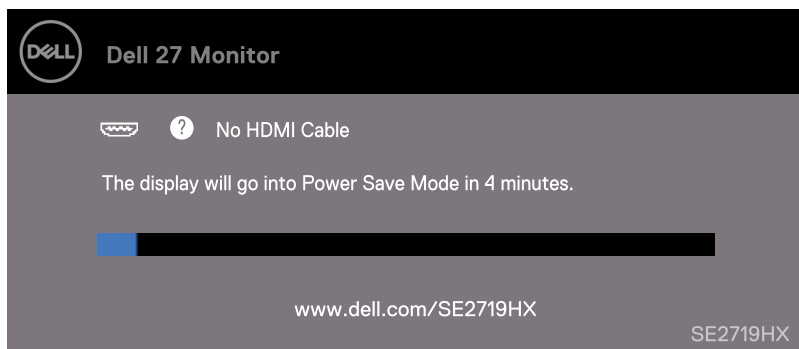 DELL
Dell 27 Monitor
? No HDMI Cable
The display will go into Power Save Mode in 4 minutes.
www.dell.com/SE2719HX
SE2719HX